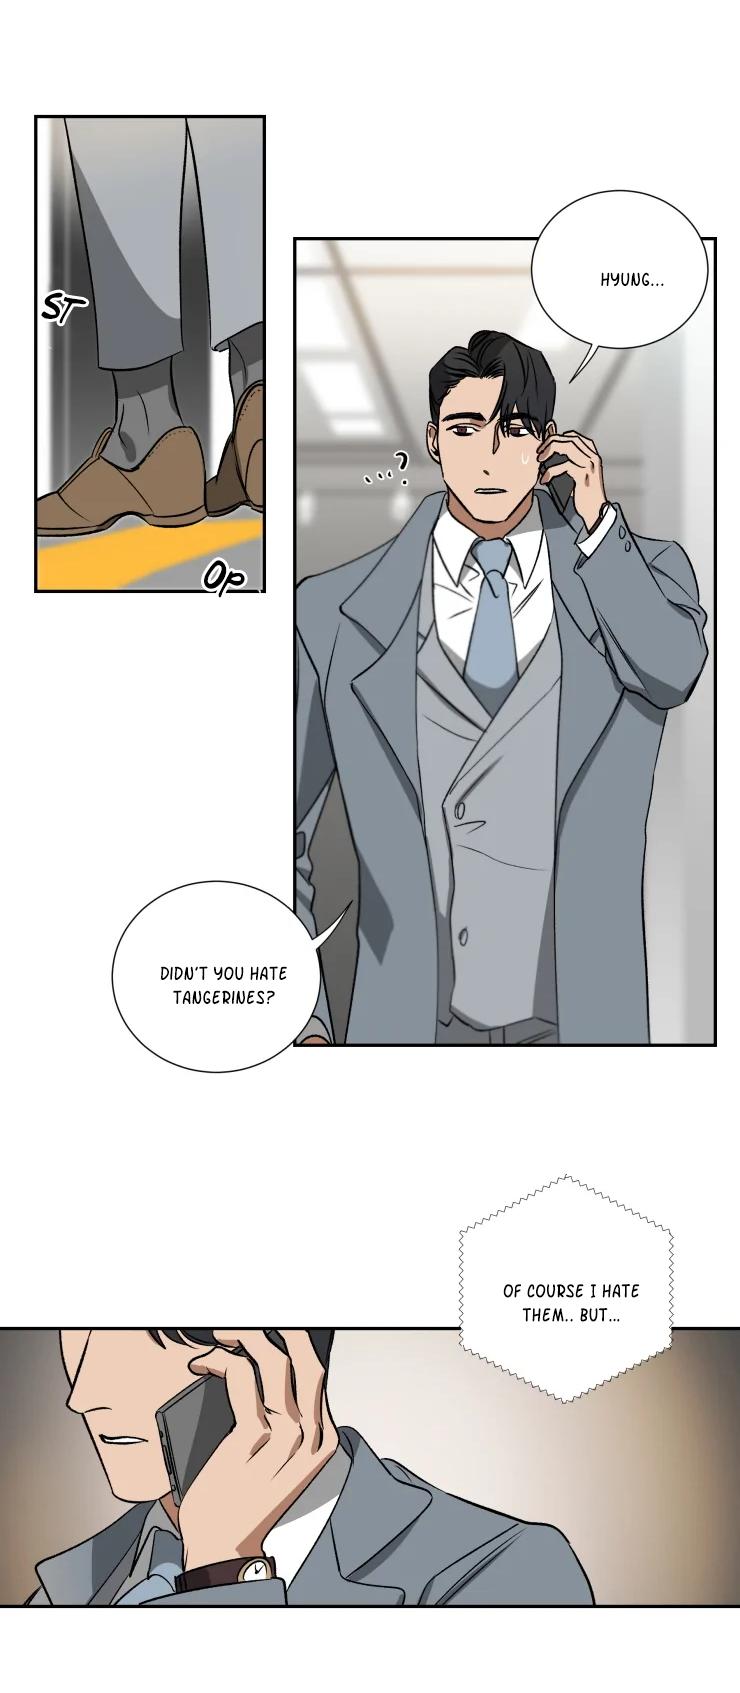 ST
OP
HYUNG...
...?
DIDN'T YOU HATE
TANGERINES?
OF COURSE I HATE
THEM.. BUT...